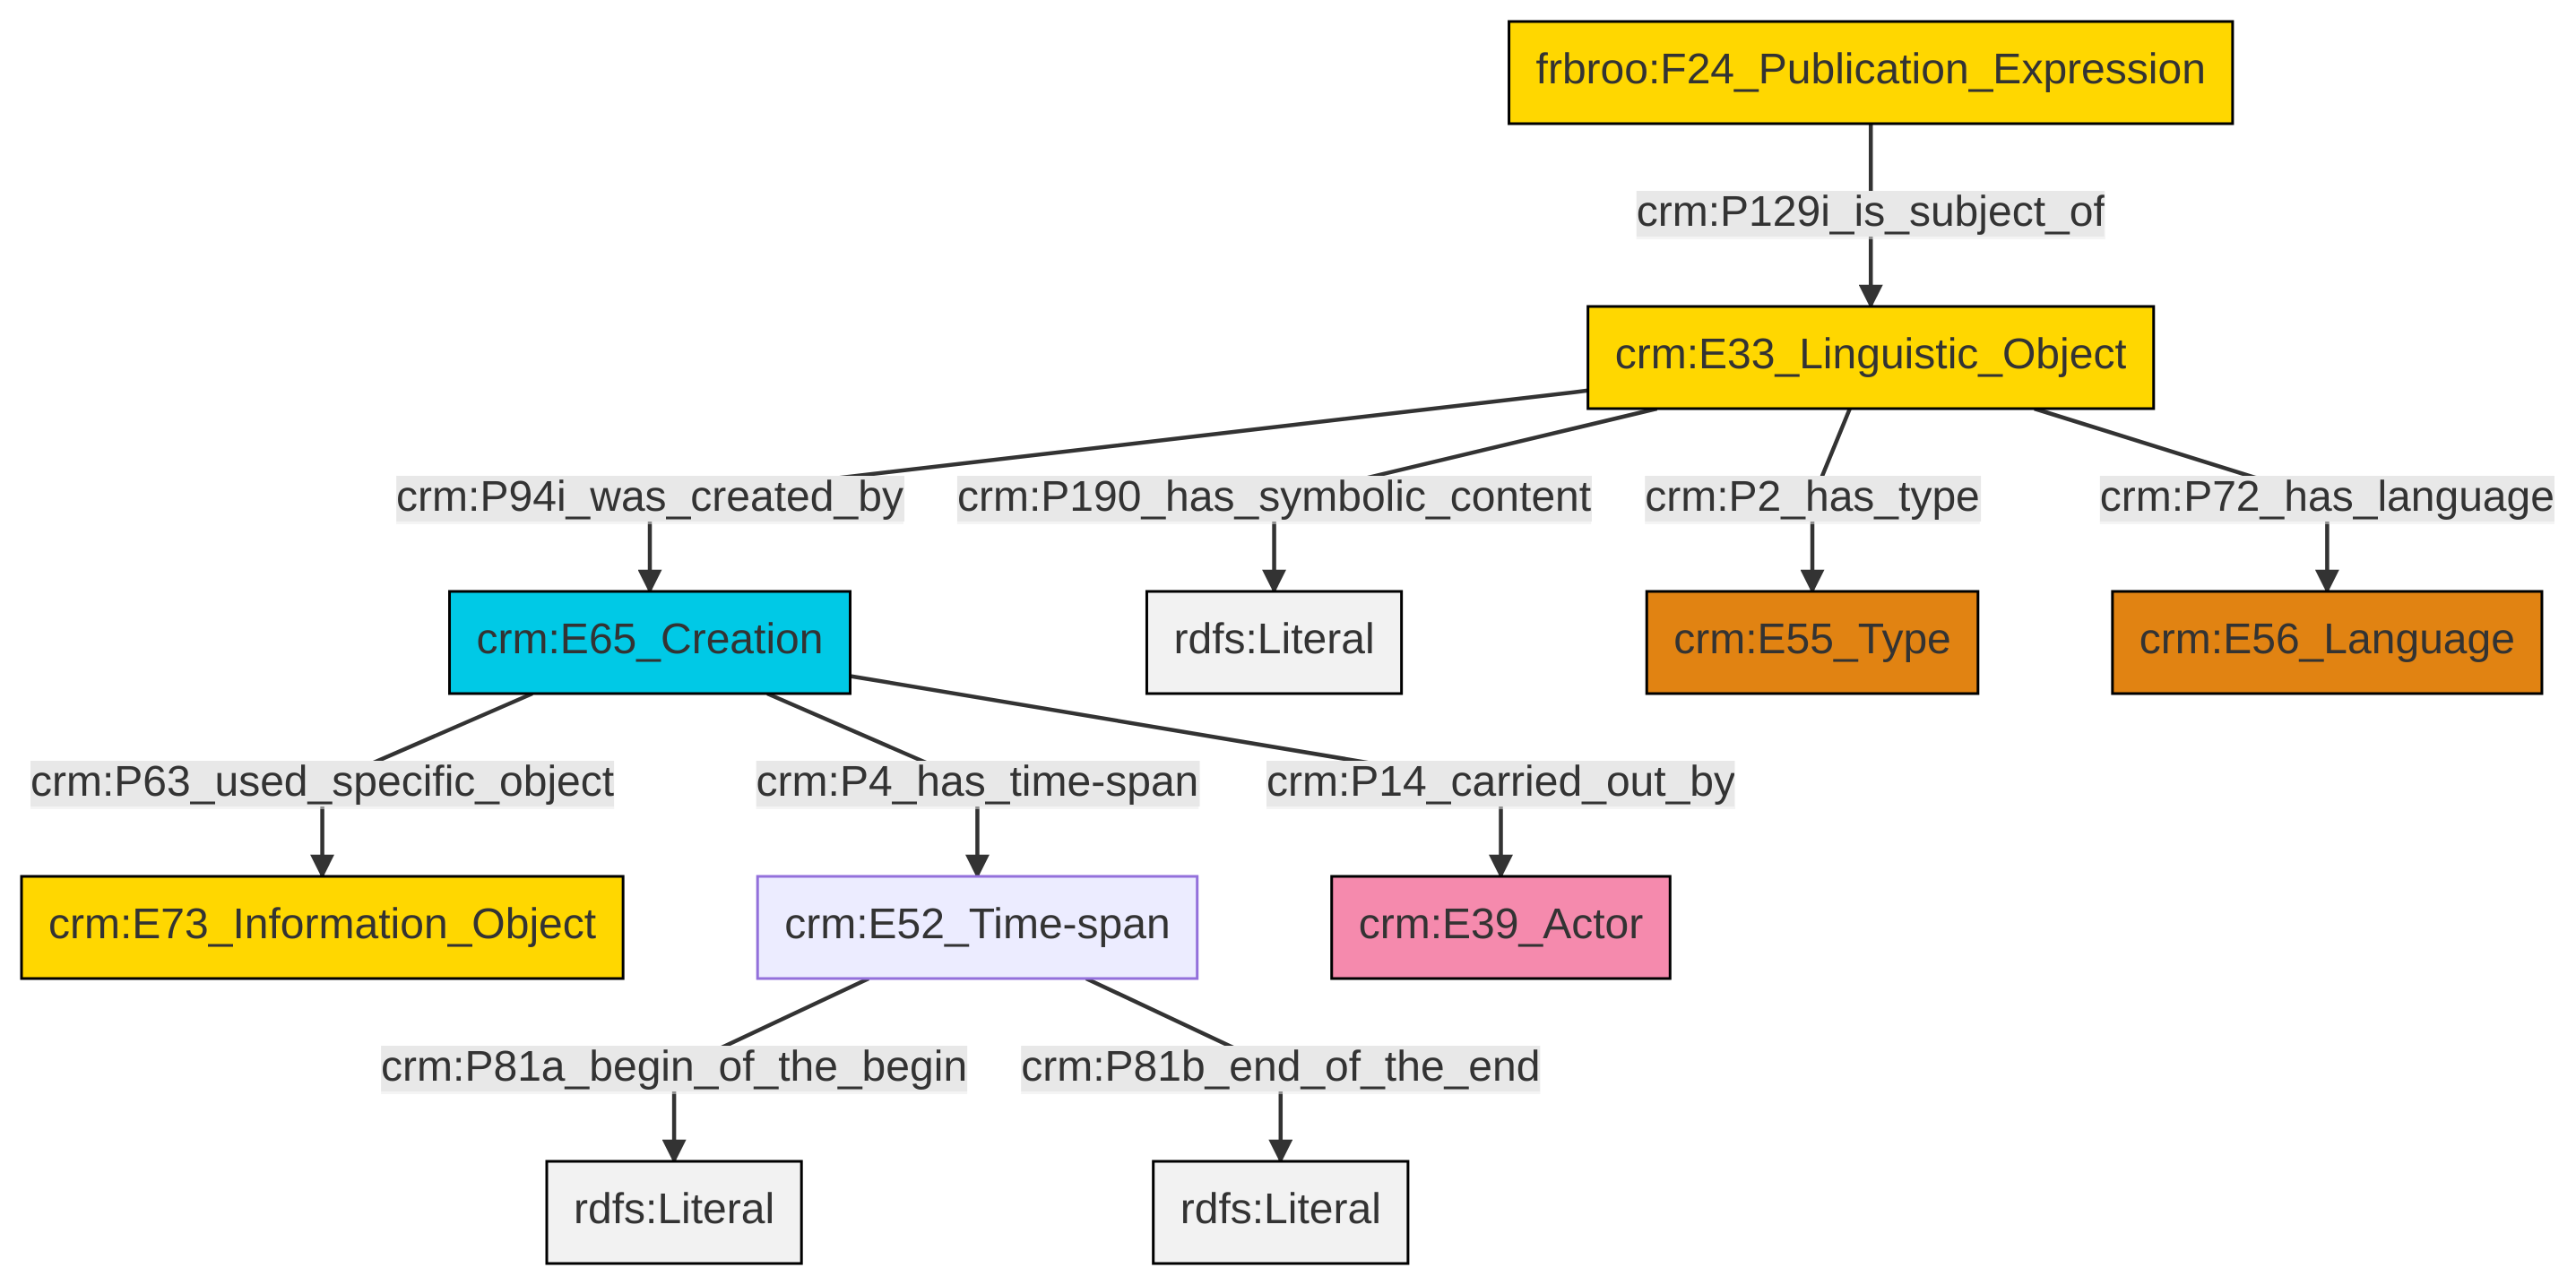 frbroo:F24_Publication_Expression
crm:P129i_is_subject_of
crm:E33_Linguistic_Object
crm:P94i_was_created_by
crm:P190_has_symbolic_content
crm:P2_has_type
crm:P72_has_language
crm:E65_Creation
rdfs:Literal
crm:E55_Type
crm:E56_Language
crm:P63_used_specific_object
crm:P4_has_time-span
crm:P14_carried_out_by
crm:E73_Information_Object
crm:E52_Time-span
crm:E39_Actor
crm:P81a_begin_of_the_begin
crm:P81b_end_of_the_end
rdfs:Literal
rdfs:Literal